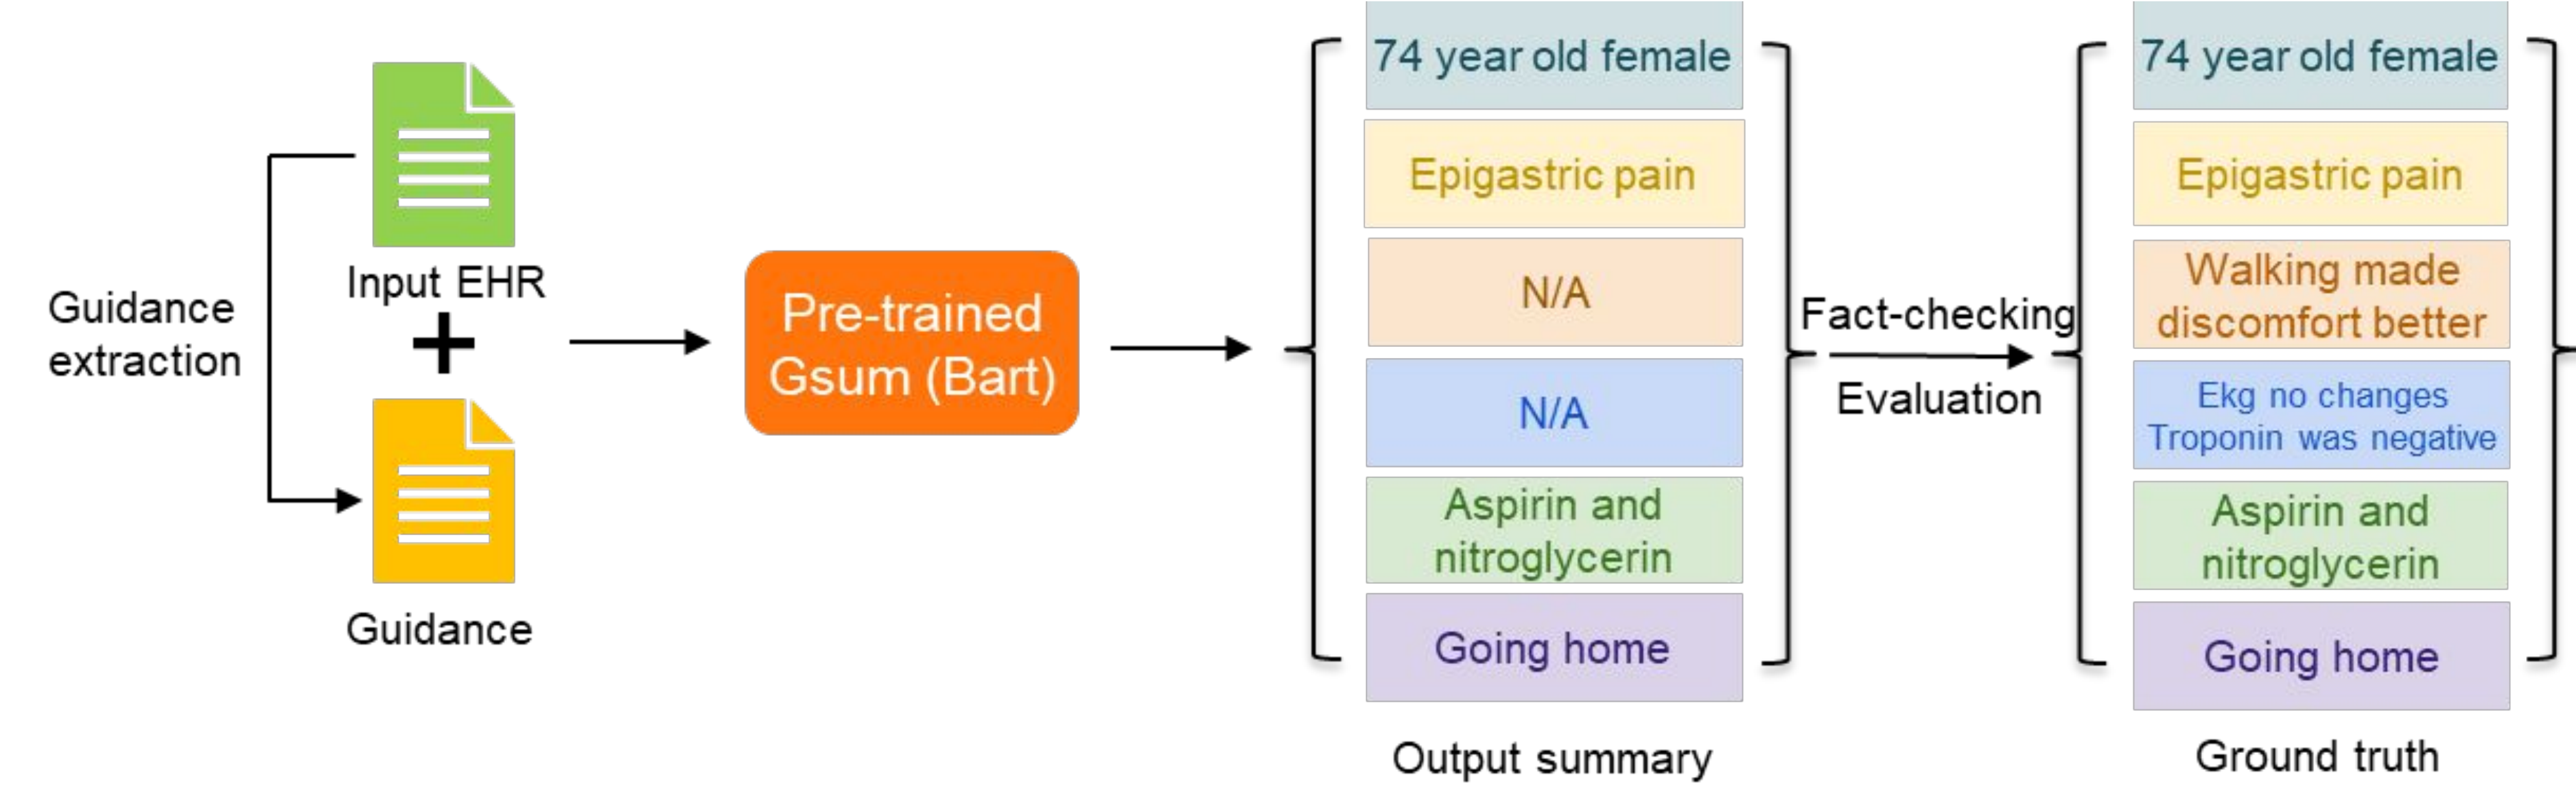 Guidance
extraction
Input EHR
+
Guidance
Pre-trained
Gsum (Bart)
74 year old female
Epigastric pain
N/A
N/A
Aspirin and
nitroglycerin
Going home
Output summary
Fact-checking
Evaluation
74 year old female
Epigastric pain
Walking made
discomfort better
Ekg no changes
Troponin was negative
Aspirin and
nitroglycerin
Going home
Ground truth